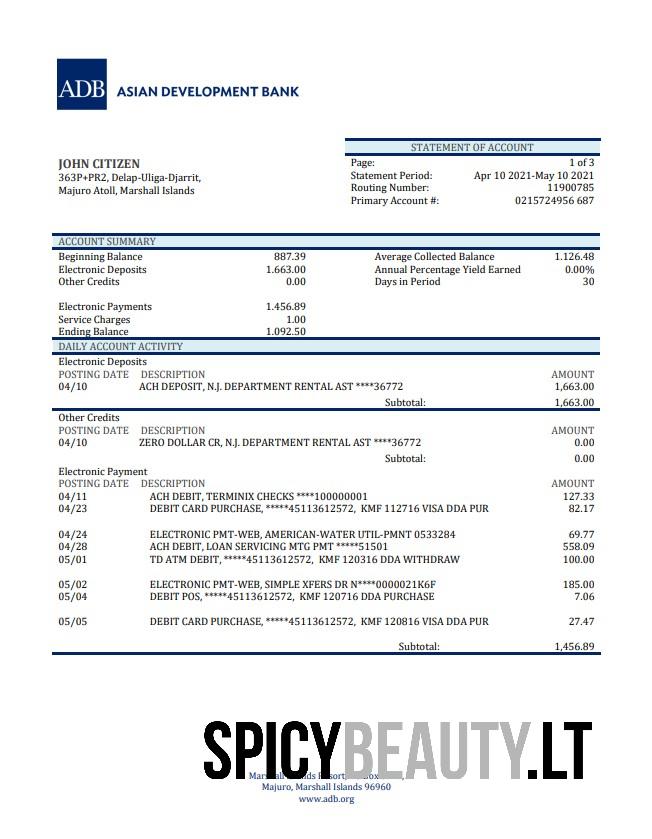 ADB ASIAN DEVELOPMENT BANK
STATEMENT OF ACCOUNT
JOHN CITIZEN
363P+PR2, Delap-Uliga-Djarrit,
Majuro Atoll, Marshall Islands
Page: 1 of 3
Statement Period: Apr 10 2021-May 10 2021
Routing Number: 11900785
Primary Account #: 0215724956 687
ACCOUNT SUMMARY
Beginning Balance 887.39 Average Collected Balance 1.126.48
Electronic Deposits 1.663.00 Annual Percentage Yield Earned 0.00%
Other Credits 0.00 Days in Period 30
Electronic Payments 1.456.89
Service Charges 1.00
Ending Balance 1.092.50
DAILY ACCOUNT ACTIVITY
Electronic Deposits
POSTING DATE DESCRIPTION AMOUNT
04/10 ACH DEPOSIT, N.J. DEPARTMENT RENTAL AST ****36772 1,663.00
Subtotal: 1,663.00
Other Credits
POSTING DATE DESCRIPTION AMOUNT
04/10 ZERO DOLLAR CR, N.J. DEPARTMENT RENTAL AST ****36772 0.00
Subtotal: 0.00
Electronic Payment
POSTING DATE DESCRIPTION AMOUNT
04/11 ACH DEBIT, TERMINIX CHECKS ****100000001 127.33
04/23 DEBIT CARD PURCHASE, *****45113612572, KMF 112716 VISA DDA PUR 82.17
04/24 ELECTRONIC PMT-WEB, AMERICAN-WATER UTIL-PMNT 0533284 69.77
04/28 ACH DEBIT, LOAN SERVICING MTG PMT *****51501 558.09
05/01 TD ATM DEBIT, *****45113612572, KMF 120316 DDA WITHDRAW 100.00
05/02 ELECTRONIC PMT-WEB, SIMPLE XFERS DR N****0000021K6F 185.00
05/04 DEBIT POS, *****45113612572, KMF 120716 DDA PURCHASE 7.06
05/05 DEBIT CARD PURCHASE, *****45113612572, KMF 120816 VISA DDA PUR 27.47
Subtotal: 1,456.89
SPICYBEAUTY.LT
Majuro, Marshall Islands 96960
www.adb.org